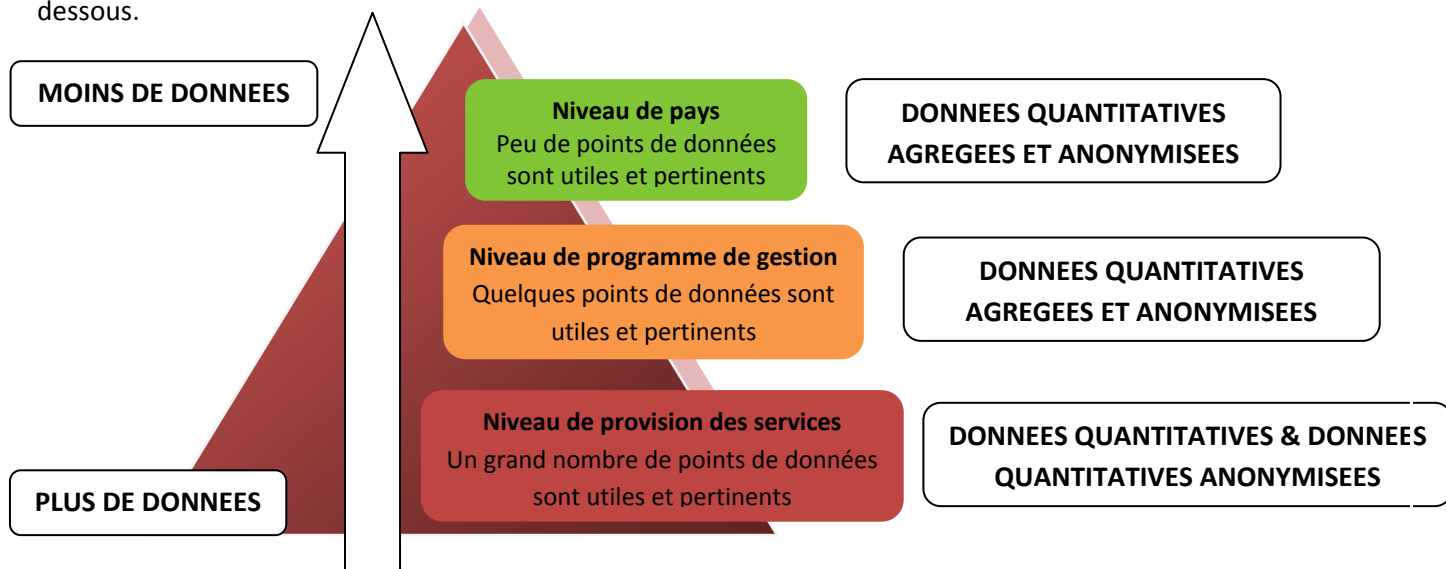 dessous.
MOINS DE DONNEES
Niveau de pays
Peu de points de données
sont utiles et pertinents
DONNEES QUANTITATIVES
AGREGEES ET ANONYMISEES
Niveau de programme de gestion
Quelques points de données sont
utiles et pertinents
DONNEES QUANTITATIVES
AGREGEES ET ANONYMISEES
Niveau de provision des services
Un grand nombre de points de données
sont utiles et pertinents
DONNEES QUANTITATIVES & DONNEES
QUANTITATIVES ANONYMISEES
PLUS DE DONNEES